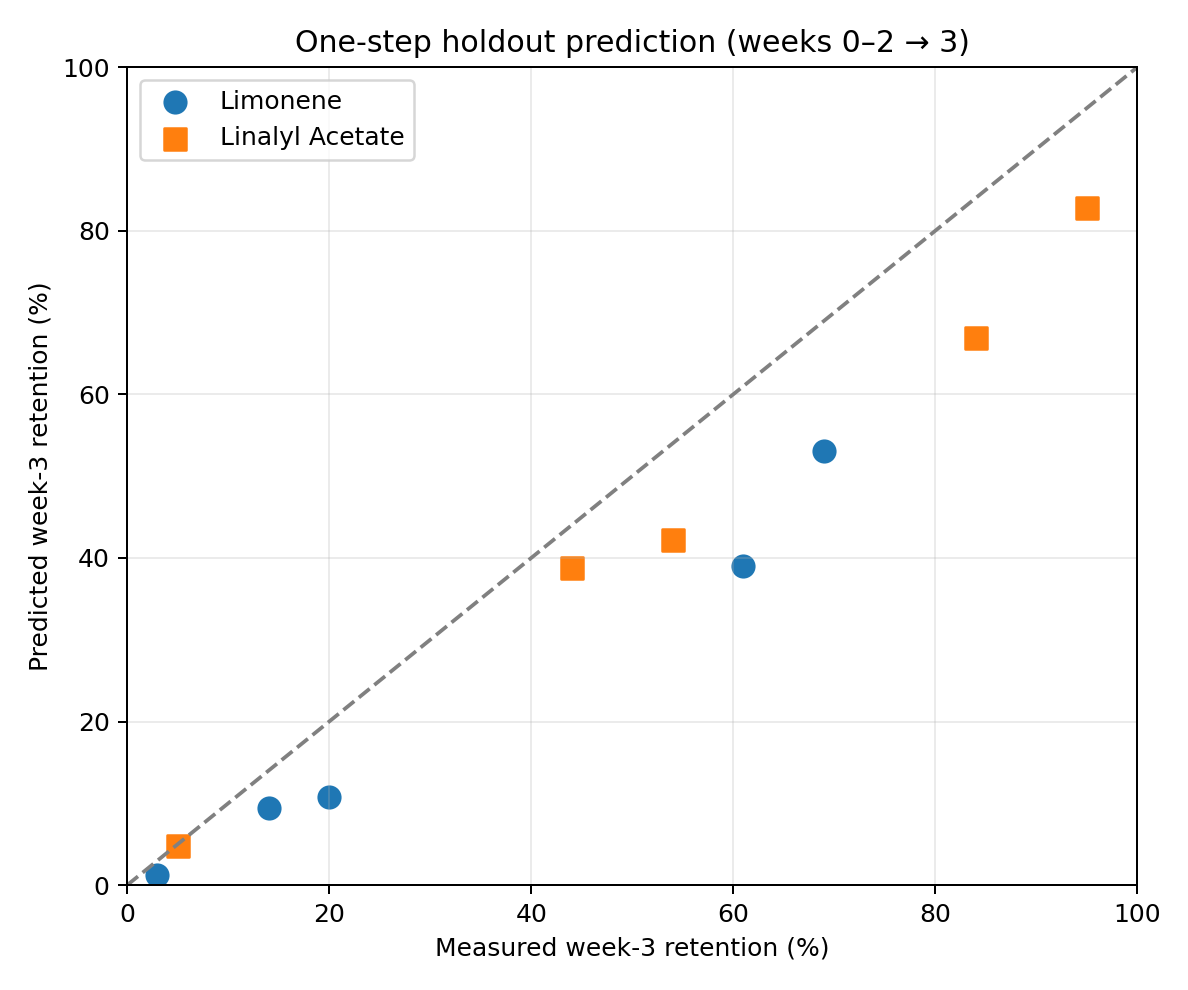 One-step holdout prediction (weeks 0–2 → 3)
Limonene
Linalyl Acetate
100
80
60
40
20
0
Predicted week-3 retention (%)
0 20 40 60 80 100
Measured week-3 retention (%)